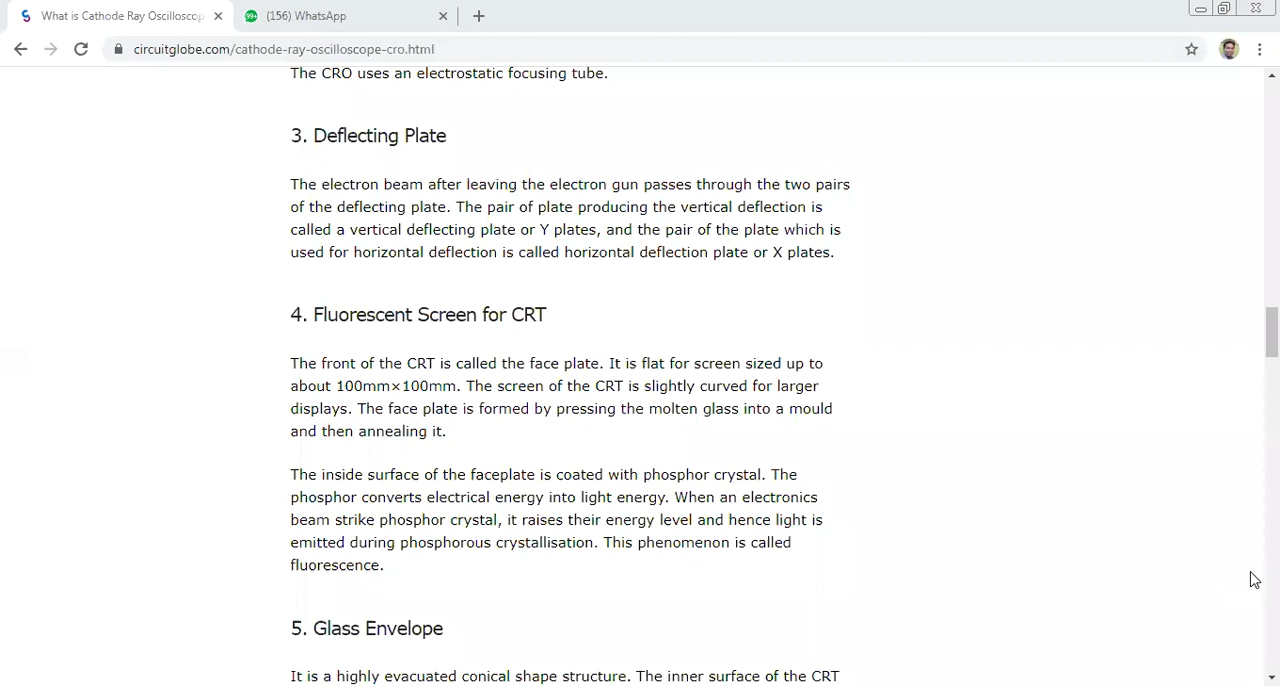 What is Cathode Ray Oscilloscop
99+ (156) WhatsApp
circuitglobe.com/cathode-ray-oscilloscope-cro.html
The CRO uses an electrostatic focusing tube.
3. Deflecting Plate
The electron beam after leaving the electron gun passes through the two pairs
of the deflecting plate. The pair of plate producing the vertical deflection is
called a vertical deflecting plate or Y plates, and the pair of the plate which is
used for horizontal deflection is called horizontal deflection plate or X plates.
4. Fluorescent Screen for CRT
The front of the CRT is called the face plate. It is flat for screen sized up to
about 100mm×100mm. The screen of the CRT is slightly curved for larger
displays. The face plate is formed by pressing the molten glass into a mould
and then annealing it.
The inside surface of the faceplate is coated with phosphor crystal. The
phosphor converts electrical energy into light energy. When an electronics
beam strike phosphor crystal, it raises their energy level and hence light is
emitted during phosphorous crystallisation. This phenomenon is called
fluorescence.
5. Glass Envelope
It is a highly evacuated conical shape structure. The inner surface of the CRT